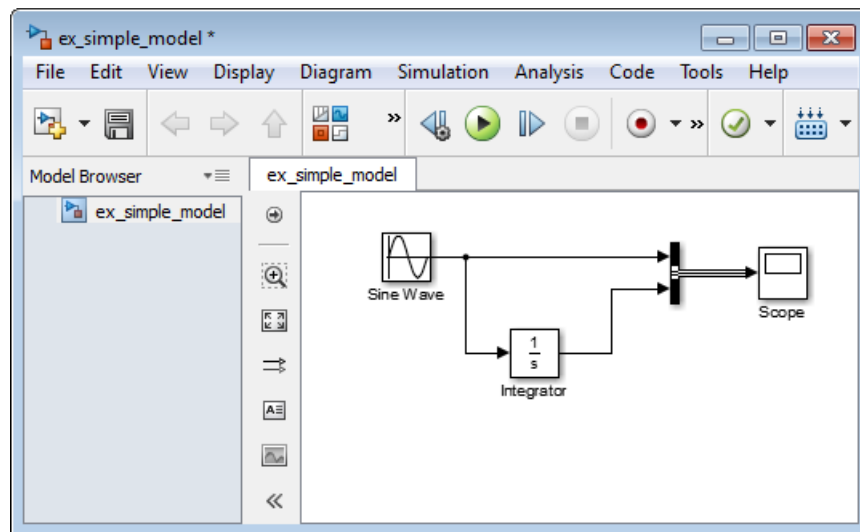 ex_simple_model *
File Edit View Display Diagram Simulation Analysis Code Tools Help
Model Browser
ex_simple_model
ex_simple_model
Sine Wave
1
s
Integrator
Scope